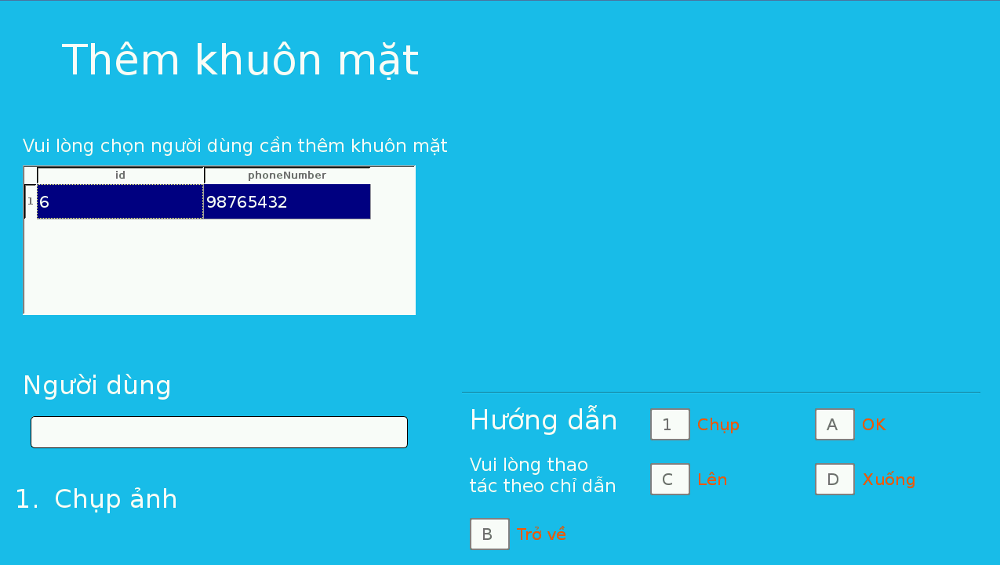 Thêm khuôn mặt
Vui lòng chọn người dùng cần thêm khuôn mặt
id phoneNumber
1 6 98765432
Người dùng
1. Chụp ảnh
Hướng dẫn
Vui lòng thao
tác theo chỉ dẫn
1 Chụp
A OK
C Lên
D Xuống
B Trở về